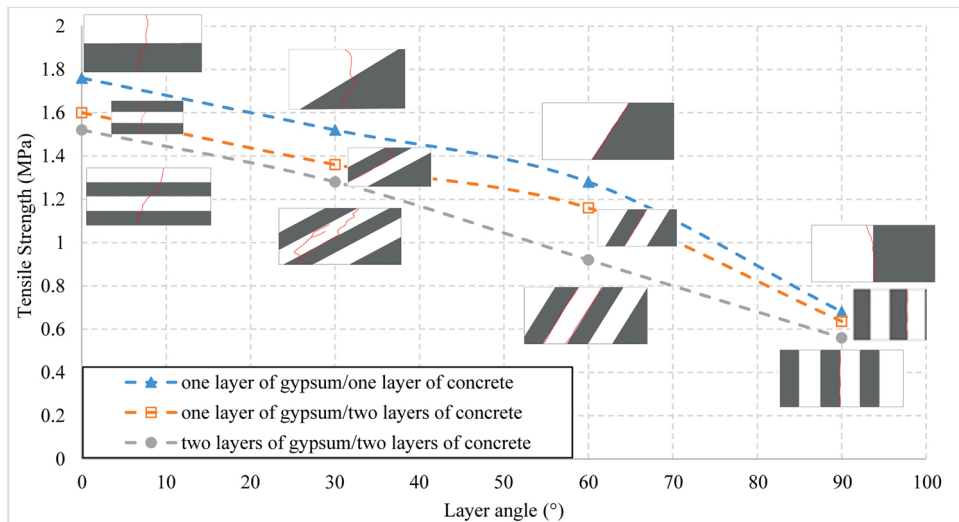 2
1.8
1.6
1.4
1.2
1
0.8
0.6
0.4
0.2
0
Tensile Strength (MPa)
one layer of gypsum/one layer of concrete
one layer of gypsum/two layers of concrete
two layers of gypsum/two layers of concrete
0 10 20 30 40 50 60 70 80 90 100
Layer angle (°)